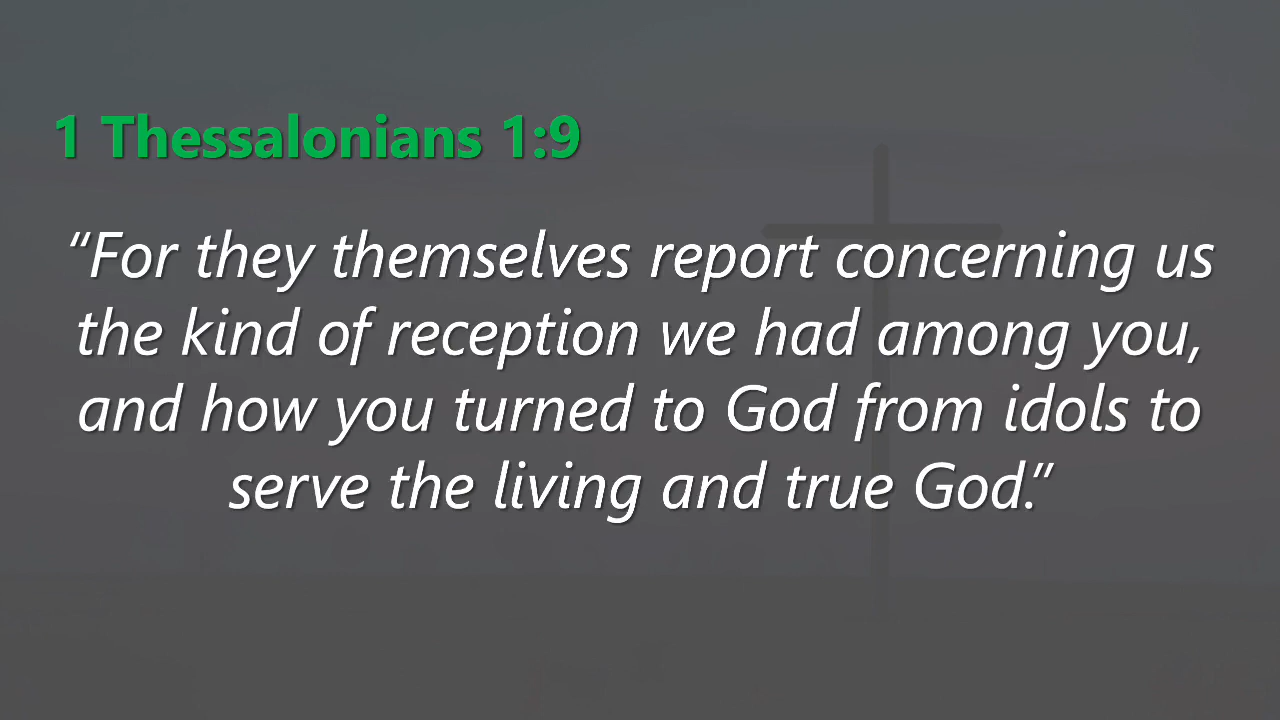 1 Thessalonians 1:9
“For they themselves report concerning us
the kind of reception we had among you,
and how you turned to God from idols to
serve the living and true God.”